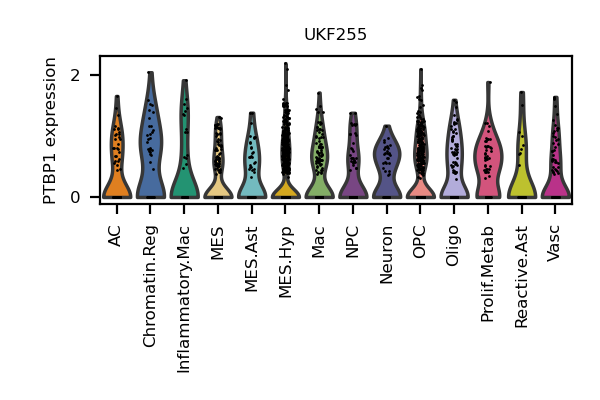 UKF255
PTBP1 expression
2
0
AC
Chromatin.Reg
Inflammatory.Mac
MES
MES.Ast
MES.Hyp
Mac
NPC
Neuron
OPC
Oligo
Prolif.Metab
Reactive.Ast
Vasc